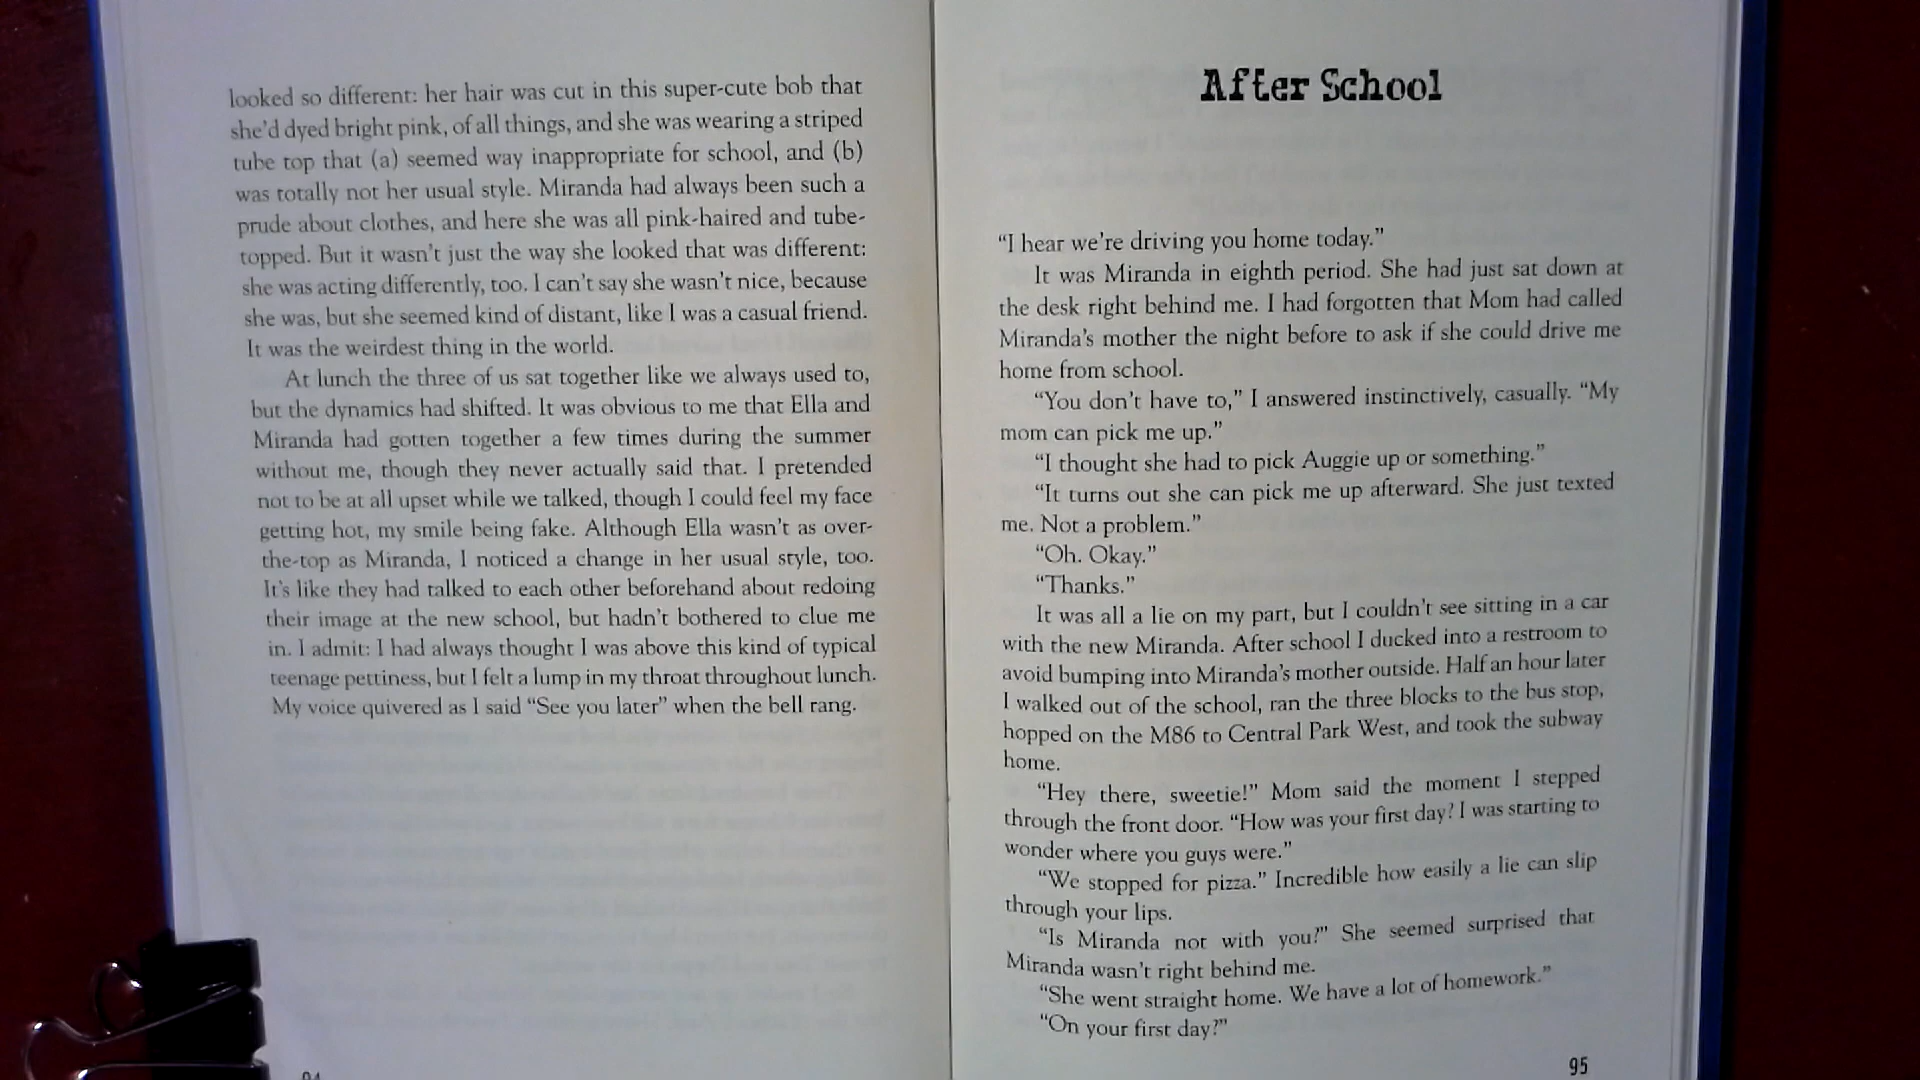 looked so different: her hair was cut in this super-cute bob that
she'd dyed bright pink, of all things, and she was wearing a striped
tube top that (a) seemed way inappropriate for school, and (b)
was totally not her usual style. Miranda had always been such a
prude about clothes, and here she was all pink-haired and tube-
topped. But it wasn't just the way she looked that was different:
she was acting differently, too. I can't say she wasn't nice, because
she was, but she seemed kind of distant, like I was a casual friend.
It was the weirdest thing in the world.
At lunch the three of us sat together like we always used to,
but the dynamics had shifted. It was obvious to me that Ella and
Miranda had gotten together a few times during the summer
without me, though they never actually said that. I pretended
not to be at all upset while we talked, though I could feel my face
getting hot, my smile being fake. Although Ella wasn't as over-
the-top as Miranda, I noticed a change in her usual style, too.
It's like they had talked to each other beforehand about redoing
their image at the new school, but hadn't bothered to clue me
in. I admit: I had always thought I was above this kind of typical
teenage pettiness, but I felt a lump in my throat throughout lunch.
My voice quivered as I said “See you later” when the bell rang.
After School
“I hear we're driving you home today.”
It was Miranda in eighth period. She had just sat down at
the desk right behind me. I had forgotten that Mom had called
Miranda's mother the night before to ask if she could drive me
home from school.
“You don't have to,” I answered instinctively, casually. “My
mom can pick me up.”
“I thought she had to pick Auggie up or something.”
“It turns out she can pick me up afterward. She just texted
me. Not a problem.”
“Oh. Okay.”
“Thanks.”
It was all a lie on my part, but I couldn't see sitting in a car
with the new Miranda. After school I ducked into a restroom to
avoid bumping into Miranda's mother outside. Half an hour later
I walked out of the school, ran the three blocks to the bus stop,
hopped on the M86 to Central Park West, and took the subway
home.
“Hey there, sweetie!” Mom said the moment I stepped
through the front door. “How was your first day? I was starting to
wonder where you guys were.”
“We stopped for pizza.” Incredible how easily a lie can slip
through your lips.
“Is Miranda not with you?” She seemed surprised that
Miranda wasn't right behind me.
“She went straight home. We have a lot of homework.”
“On your first day?”
95